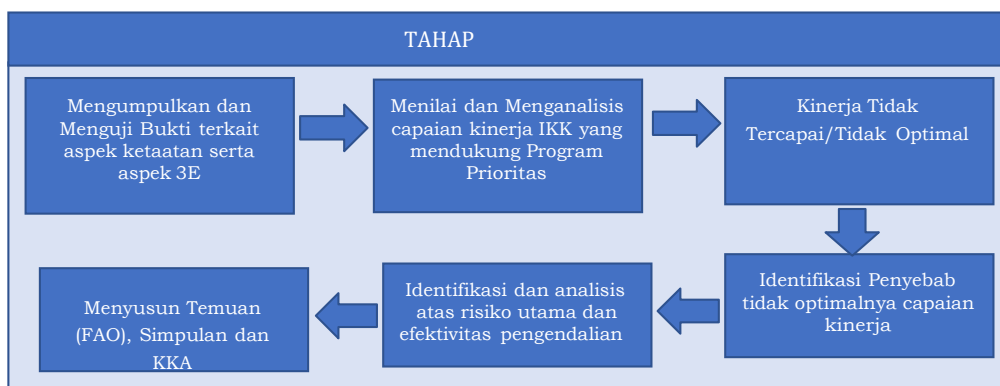 TAHAP
Mengumpulkan dan
Menguji Bukti terkait
aspek ketaatan serta
aspek 3E
Menilai dan Menganalisis
capaian kinerja IKK yang
mendukung Program
Prioritas
Kinerja Tidak
Tercapai/Tidak Optimal
Identifikasi Penyebab
tidak optimalnya capaian
kinerja
Identifikasi dan analisis
atas risiko utama dan
efektivitas pengendalian
Menyusun Temuan
(FAO), Simpulan dan
KKA